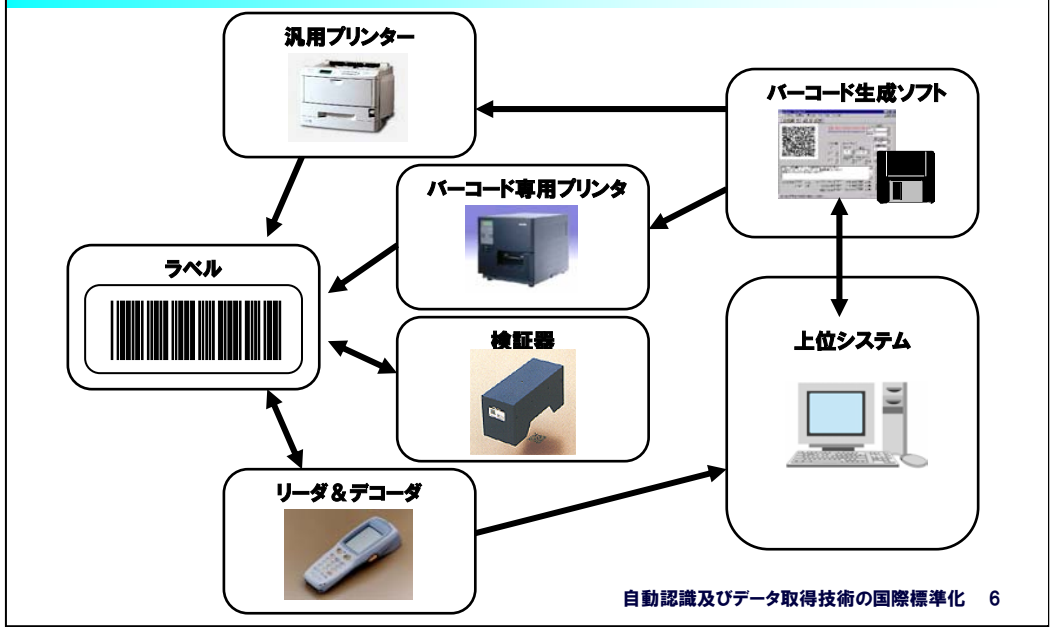 汎用プリンター
バーコード生成ソフト
バーコード専用プリンタ
ラベル
検証器
上位システム
リーダ&デコーダ
自動認識及びデータ取得技術の国際標準化 6